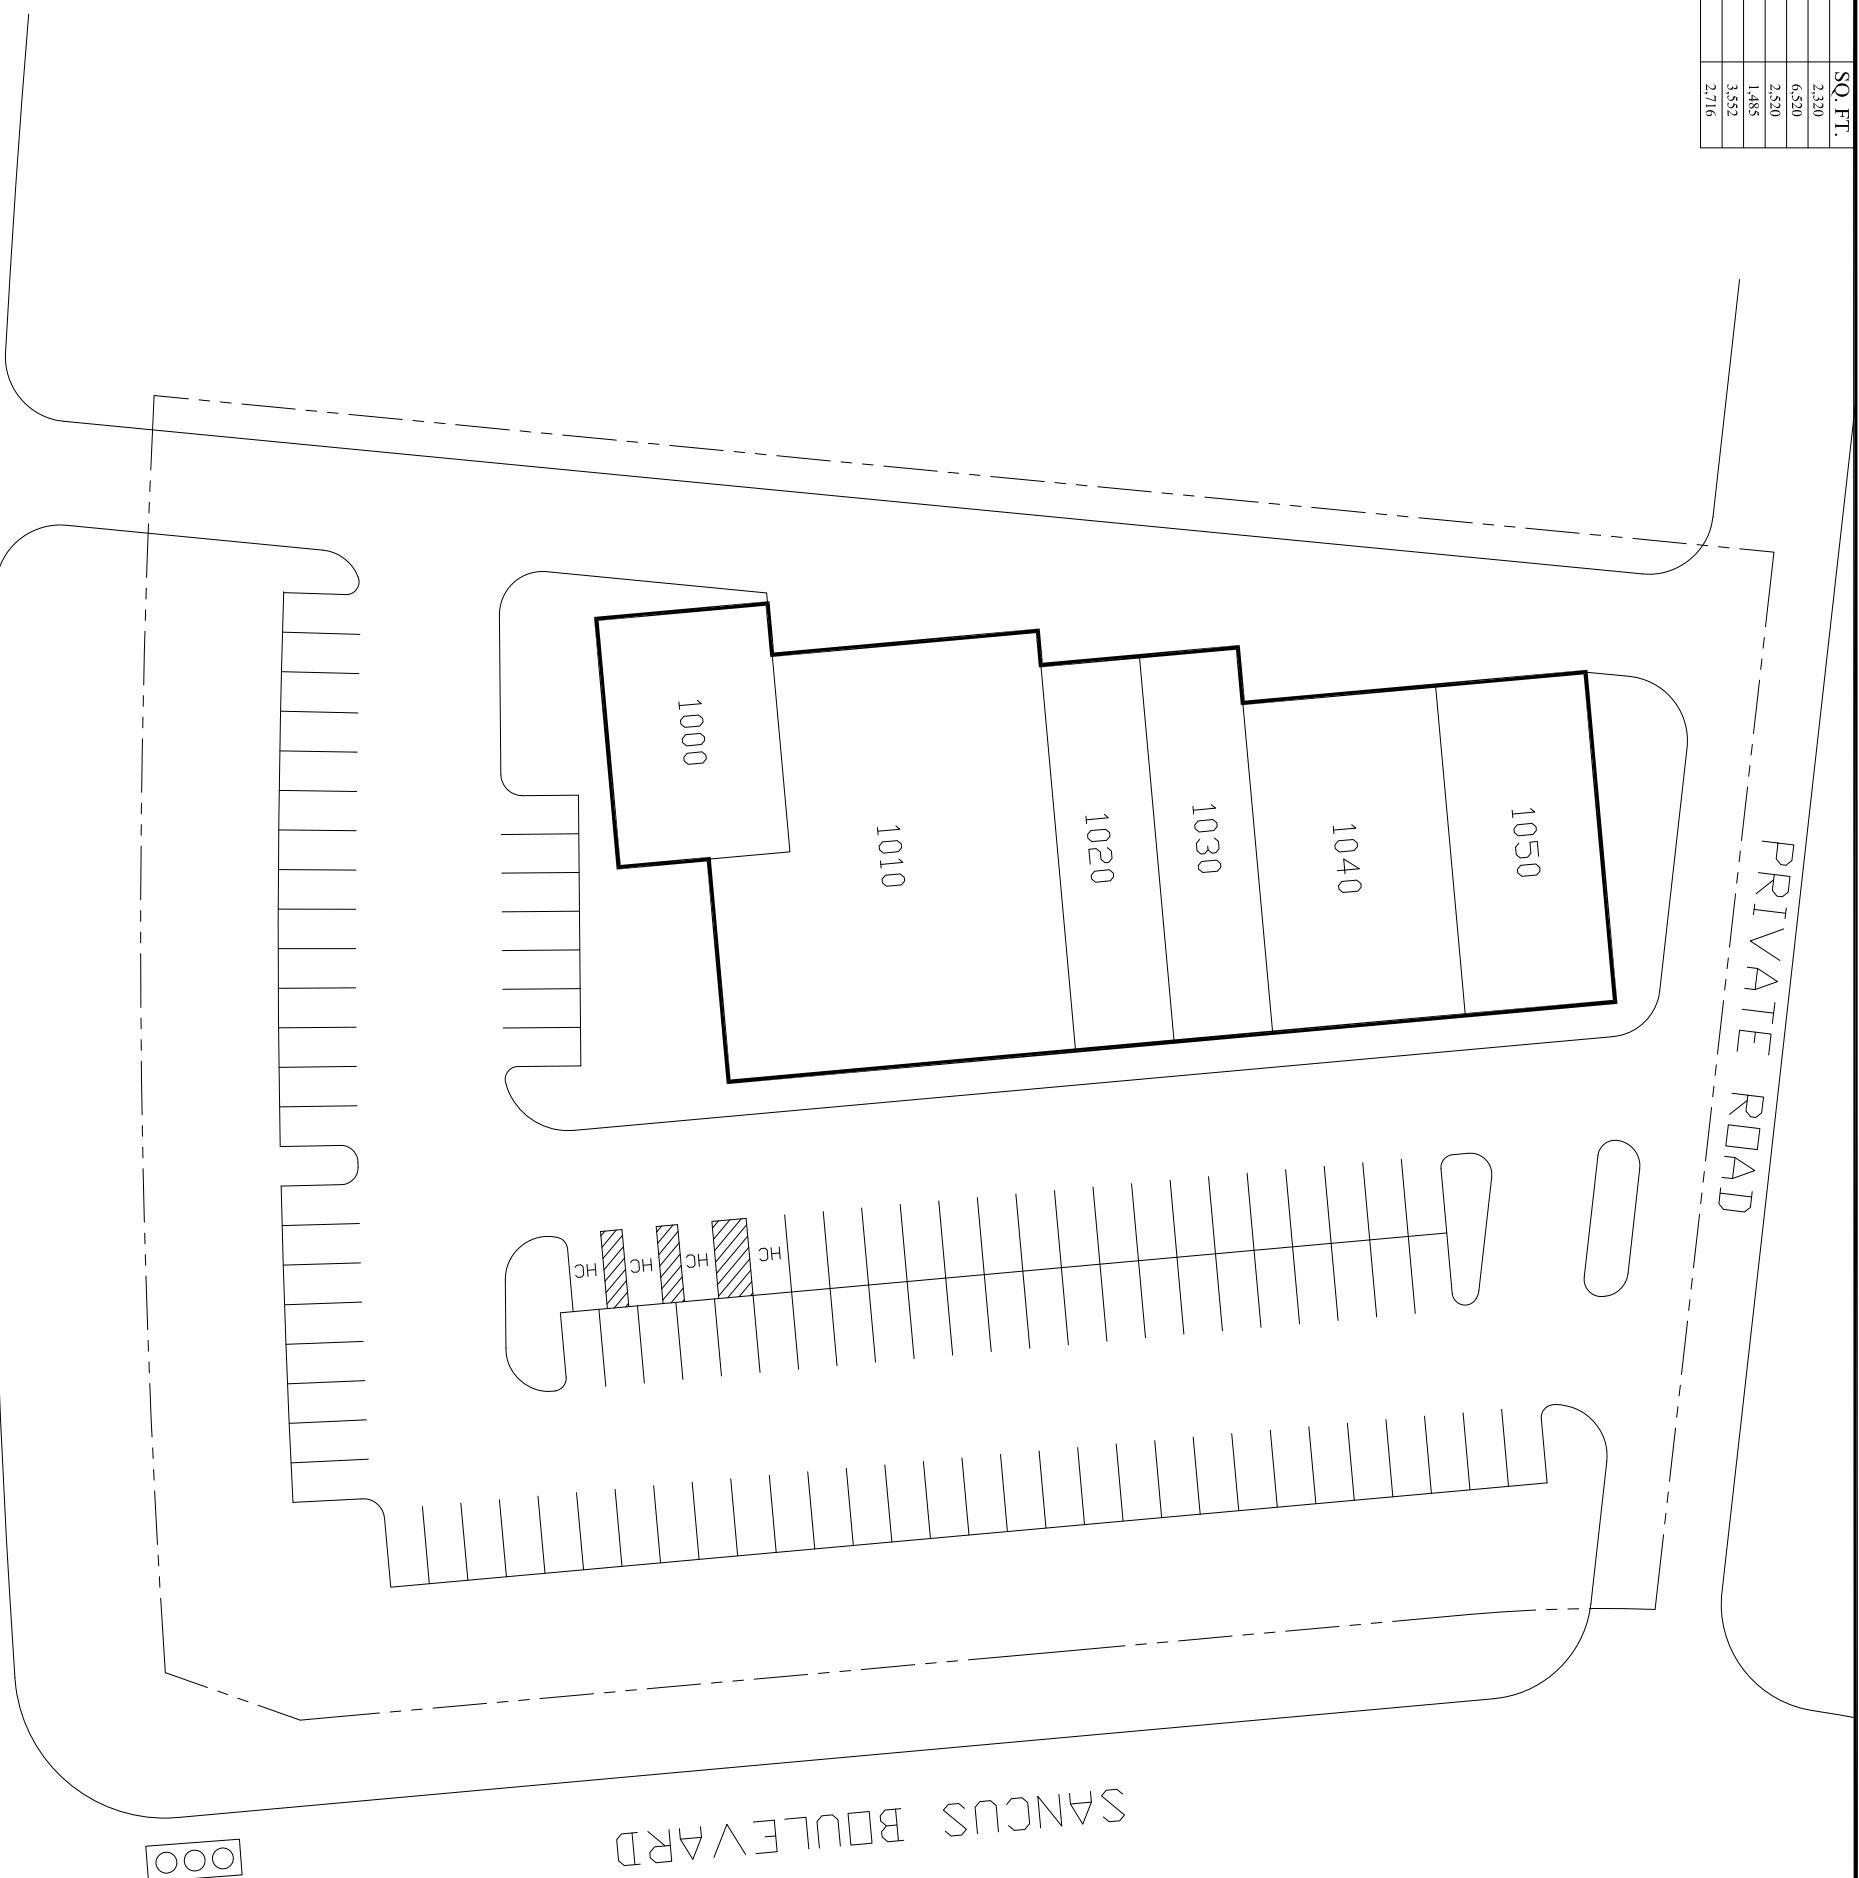 SQ. FT.
2,320
6,520
2,520
1,485
3,552
2,716
1000
1010
1020
1030
1040
1050
PRIVATE ROAD
HC
HC
HC
HC
SANCUS BOULEVARD